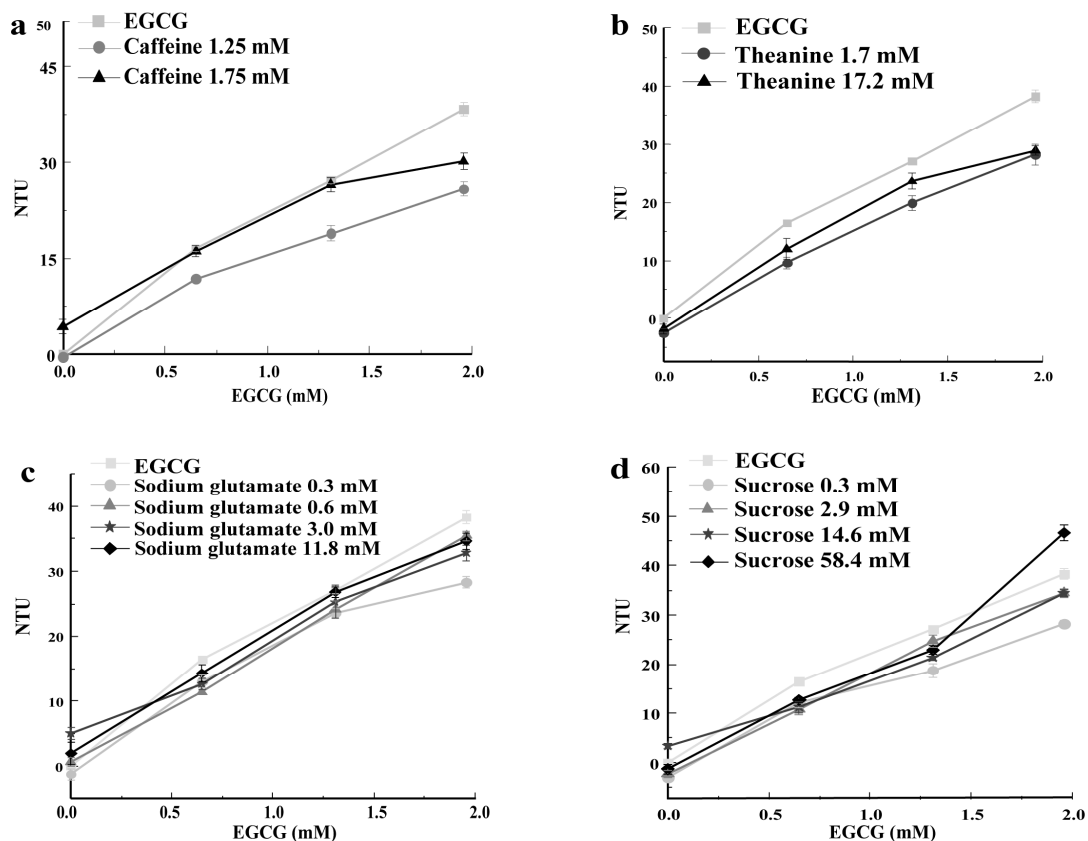 a
EGCG
Caffeine 1.25 mM
Caffeine 1.75 mM
50
45
30
15
0
NTU
0.0 0.5 1.0 1.5 2.0
EGCG (mM)
b
EGCG
Theanine 1.7 mM
Theanine 17.2 mM
50
40
30
20
10
0
NTU
0.0 0.5 1.0 1.5 2.0
EGCG (mM)
c
EGCG
Sodium glutamate 0.3 mM
Sodium glutamate 0.6 mM
Sodium glutamate 3.0 mM
Sodium glutamate 11.8 mM
40
30
20
10
0
NTU
0.0 0.5 1.0 1.5 2.0
EGCG (mM)
d
EGCG
Sucrose 0.3 mM
Sucrose 2.9 mM
Sucrose 14.6 mM
Sucrose 58.4 mM
60
50
40
30
20
10
0
NTU
0.0 0.5 1.0 1.5 2.0
EGCG (mM)